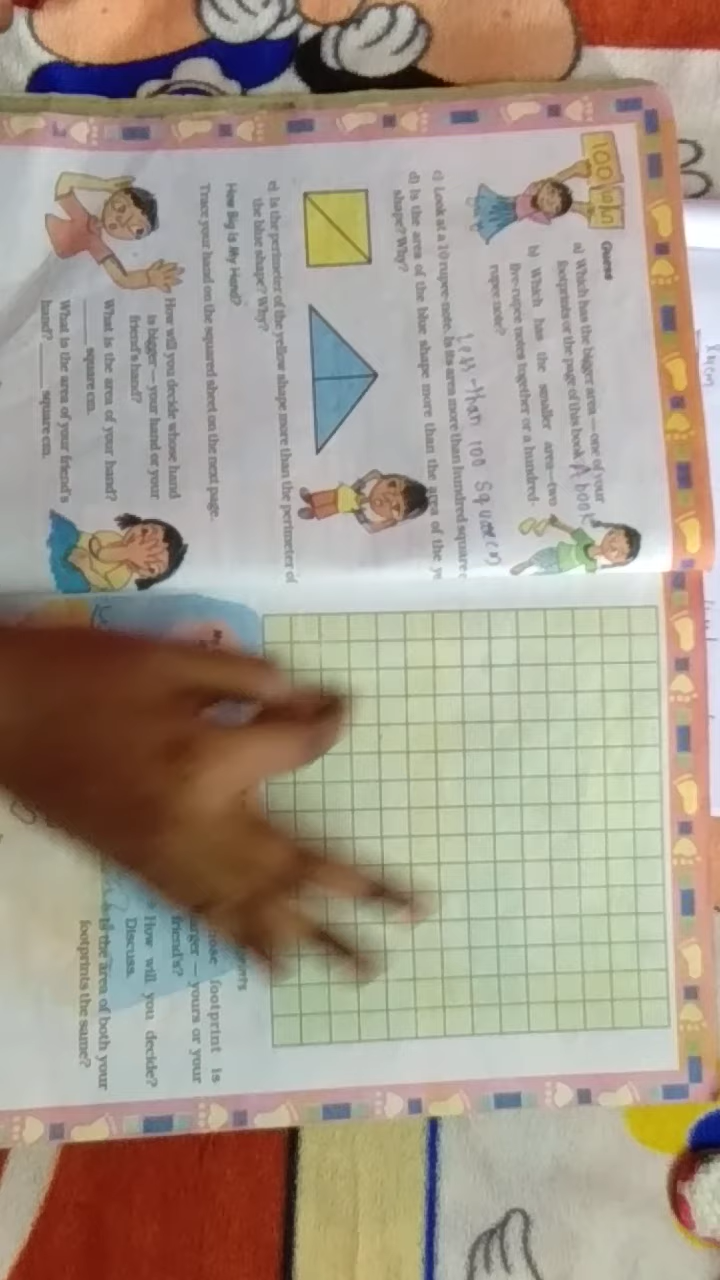 100
Guess
a) Which has the bigger area — one of your
footprints or the page of this book A book
b) Which has the smaller area—two
five-rupee notes together or a hundred-
rupee note?
Less than 100 square
c) Look at a 10 rupee-note. Is its area more than hundred square
d) Is the area of the blue shape more than the area of the
shape? Why?
e) Is the perimeter of the yellow shape more than the perimeter of
the blue shape? Why?
How Big is My Hand?
Trace your hand on the squared sheet on the next page.
How will you decide whose hand
is bigger — your hand or your
friend's hand?
What is the area of your hand?
square cm.
What is the area of your friend's
hand? square cm.
footprint is
yours or your
friend's?
How will you decide?
Discuss.
Is the area of both your
footprints the same?